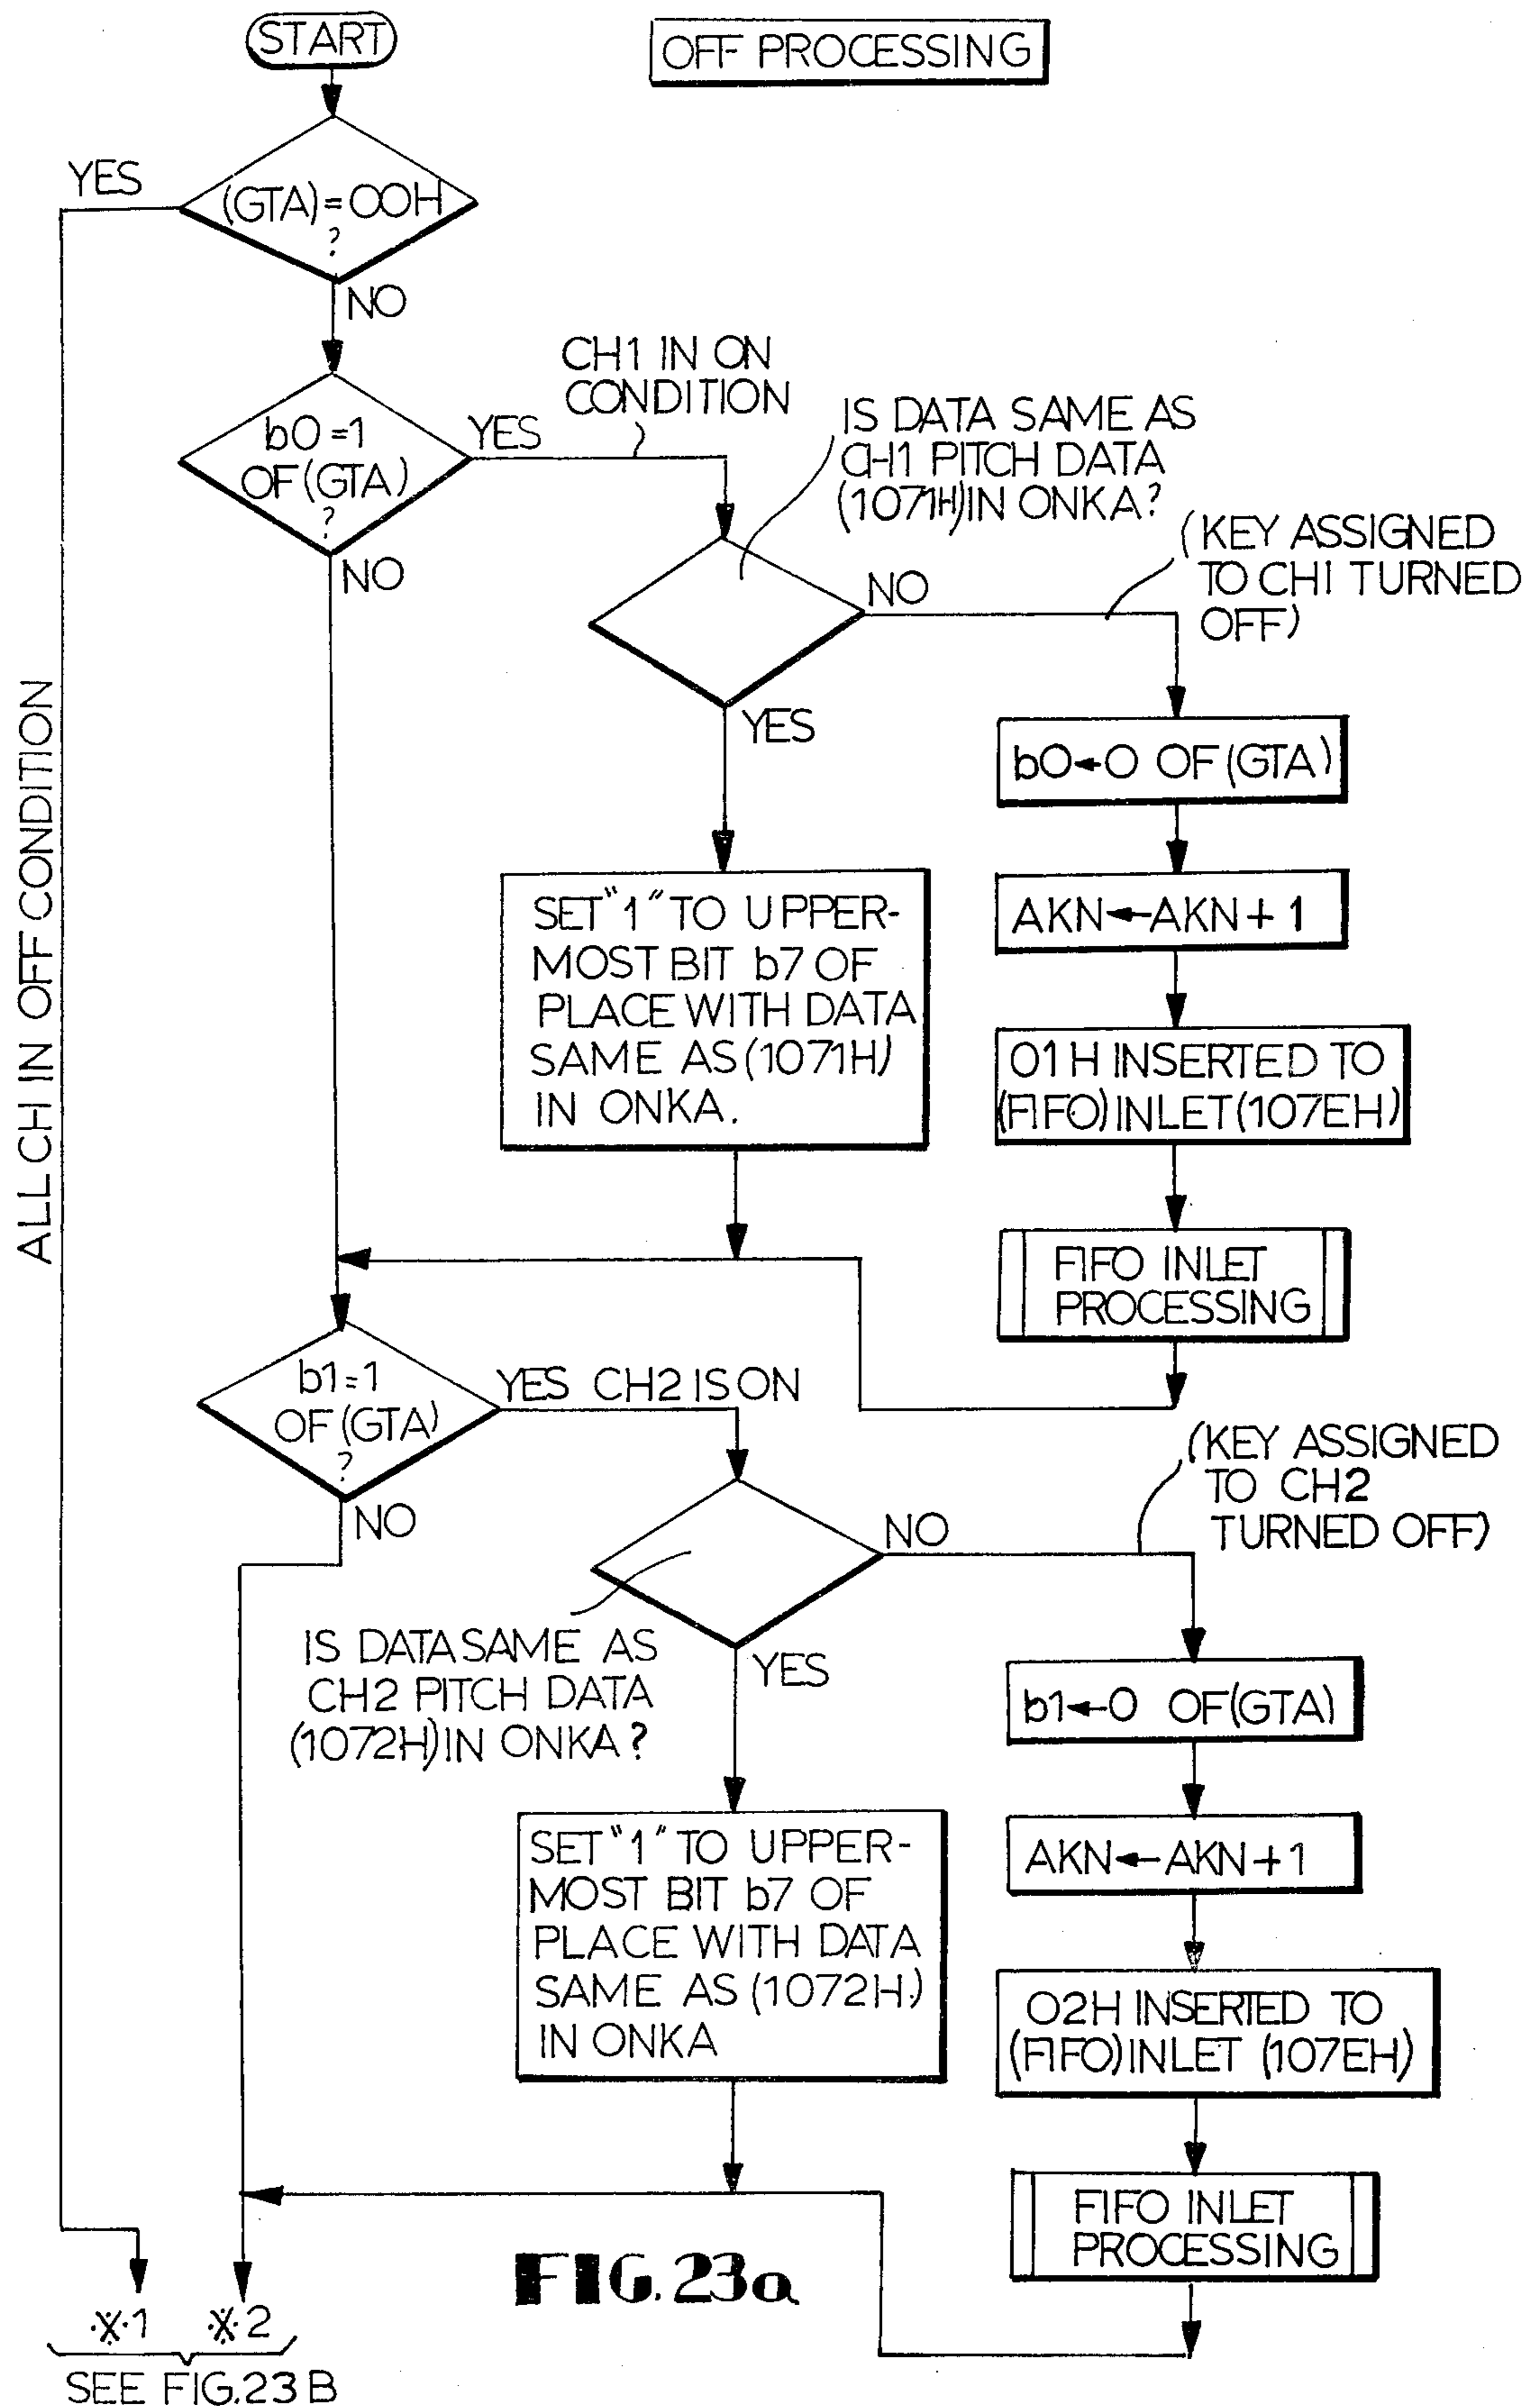 START
OFF PROCESSING
YES
(GTA)=OOH
?
NO
CH1 IN ON
CONDITION
b0=1
OF (GTA)
?
YES
NO
IS DATA SAME AS
CH1 PITCH DATA
(1071H) IN ONKA?
(KEY ASSIGNED
TO CH1 TURNED
OFF)
NO
YES
ALL CH IN OFF CONDITION
b0←0 OF (GTA)
AKN←AKN+1
SET "1" TO UPPER-
MOST BIT b7 OF
PLACE WITH DATA
SAME AS (1071H)
IN ONKA.
01H INSERTED TO
(FIFO) INLET (107EH)
FIFO INLET
PROCESSING
b1=1
OF (GTA)
?
YES CH2 IS ON
NO
(KEY ASSIGNED
TO CH2
TURNED OFF)
NO
IS DATA SAME AS
CH2 PITCH DATA
(1072H) IN ONKA?
YES
b1←0 OF (GTA)
AKN←AKN+1
SET "1" TO UPPER-
MOST BIT b7 OF
PLACE WITH DATA
SAME AS (1072H)
IN ONKA
02H INSERTED TO
(FIFO) INLET (107EH)
FIFO INLET
PROCESSING
FIG. 23a
※1 ※2
SEE FIG. 23 B